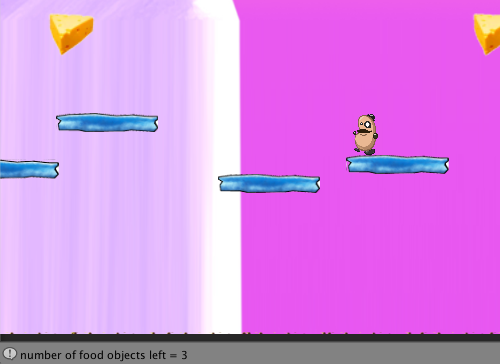 number of food objects left = 3